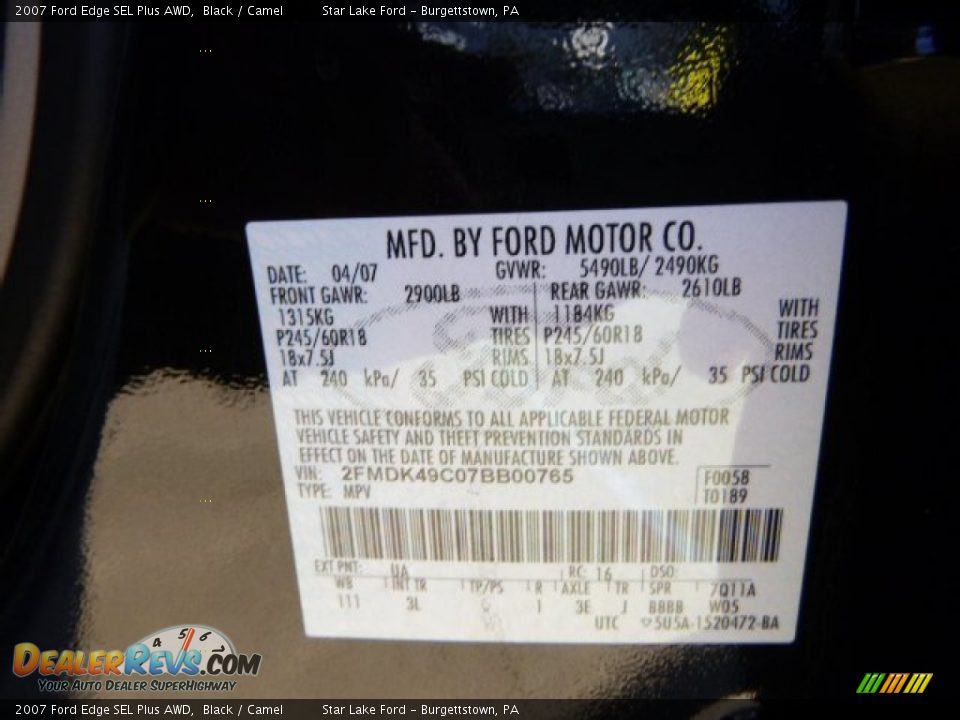 2007 Ford Edge SEL Plus AWD, Black / Camel Star Lake Ford - Burgettstown, PA
MFD. BY FORD MOTOR CO.
DATE: 04/07 GVWR: 5490LB/ 2490KG
FRONT GAWR: 2900LB REAR GAWR: 2610LB
1315KG WITH 1184KG WITH
P245/60R18 TIRES P245/60R18 TIRES
18x7.5J RIMS 18x7.5J RIMS
AT 240 kPa/ 35 PSI COLD AT 240 kPa/ 35 PSI COLD
THIS VEHICLE CONFORMS TO ALL APPLICABLE FEDERAL MOTOR
VEHICLE SAFETY AND THEFT PREVENTION STANDARDS IN
EFFECT ON THE DATE OF MANUFACTURE SHOWN ABOVE.
VIN: 2FMDK49C07BB00765 F0058
TYPE: MPV T0189
EXT PNT: UA RC: 16 DSO:
WB INT TR TP/PS R AXLE TR SPR 7Q11A
111 3L 1 3E J BBBB W05
UTC 5U5A-1520472-BA
4 5 6
DEALERREVS.COM
YOUR AUTO DEALER SUPERHIGHWAY
2007 Ford Edge SEL Plus AWD, Black / Camel Star Lake Ford - Burgettstown, PA